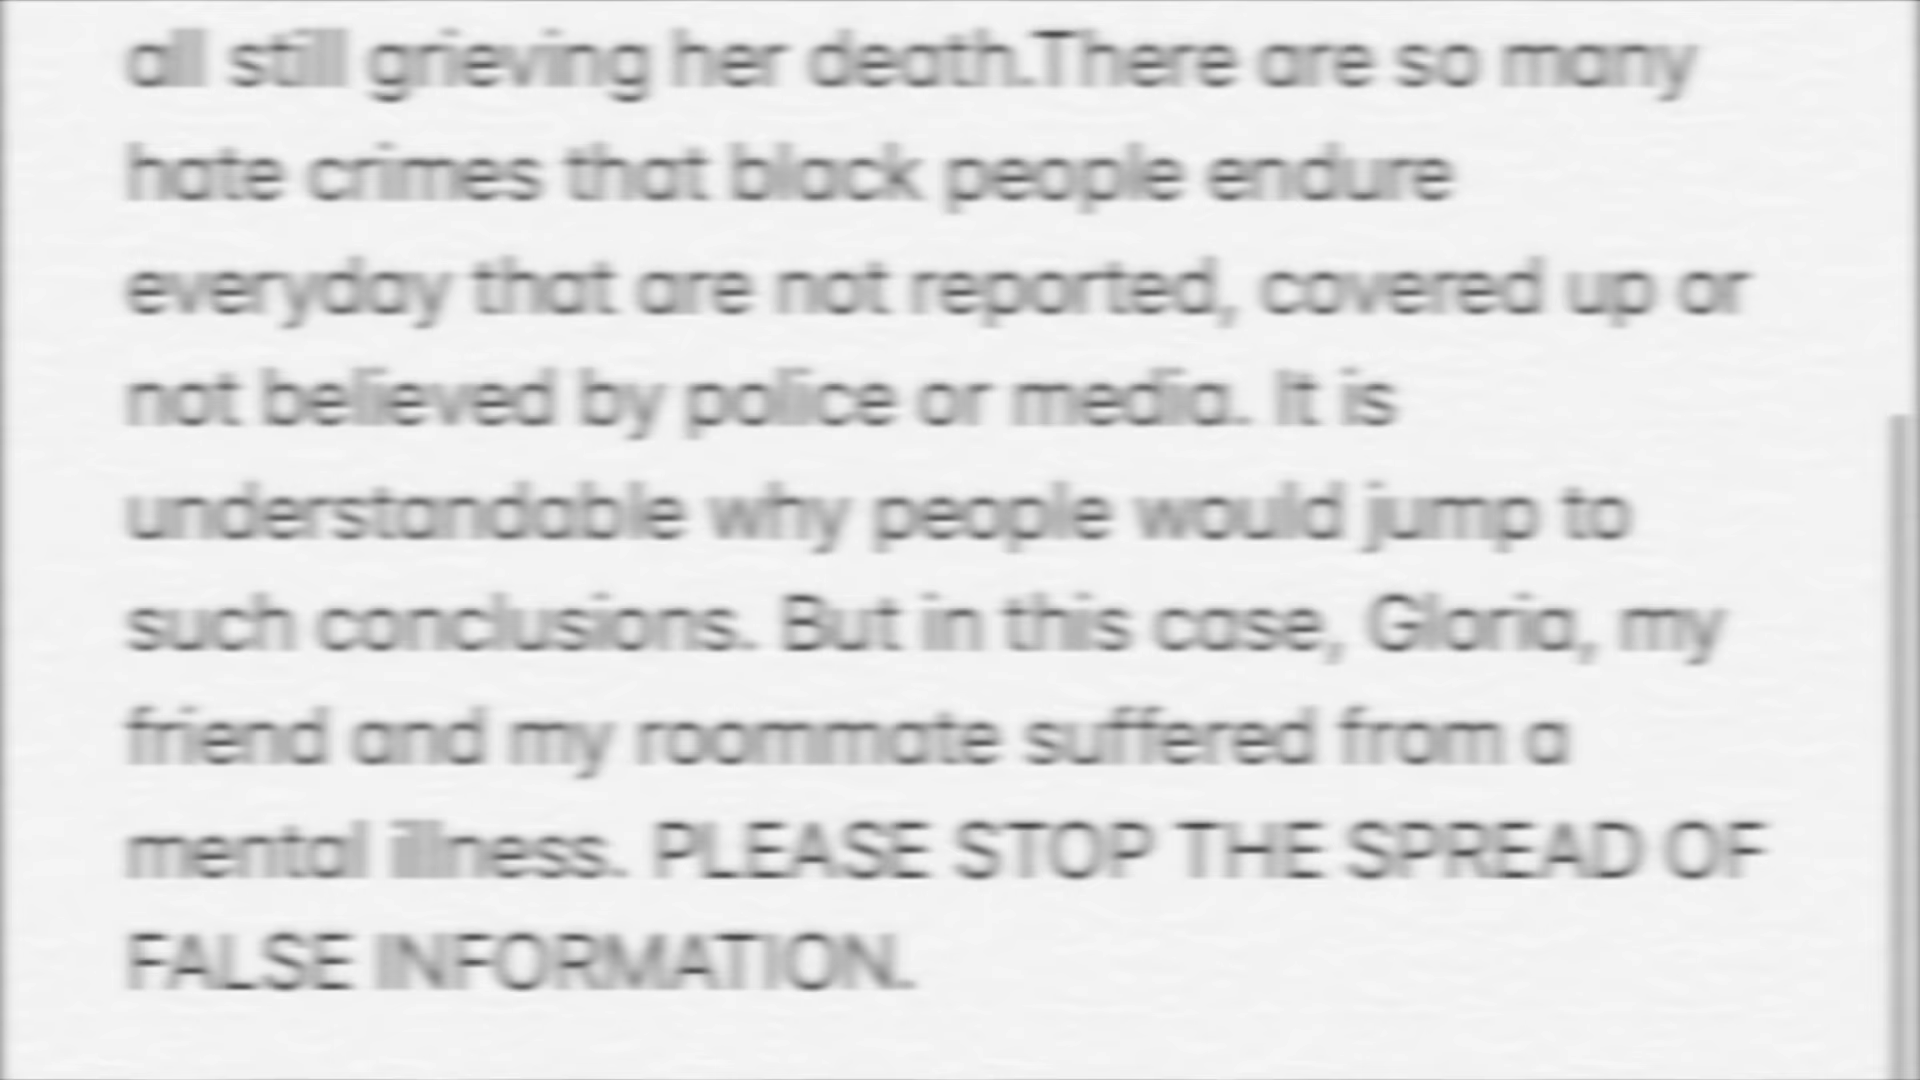 all still grieving her death.There are so many
hate crimes that black people endure
everyday that are not reported, covered up or
not believed by police or media. It is
understandable why people would jump to
such conclusions. But in this case, Gloria, my
friend and my roommate suffered from a
mental illness. PLEASE STOP THE SPREAD OF
FALSE INFORMATION.